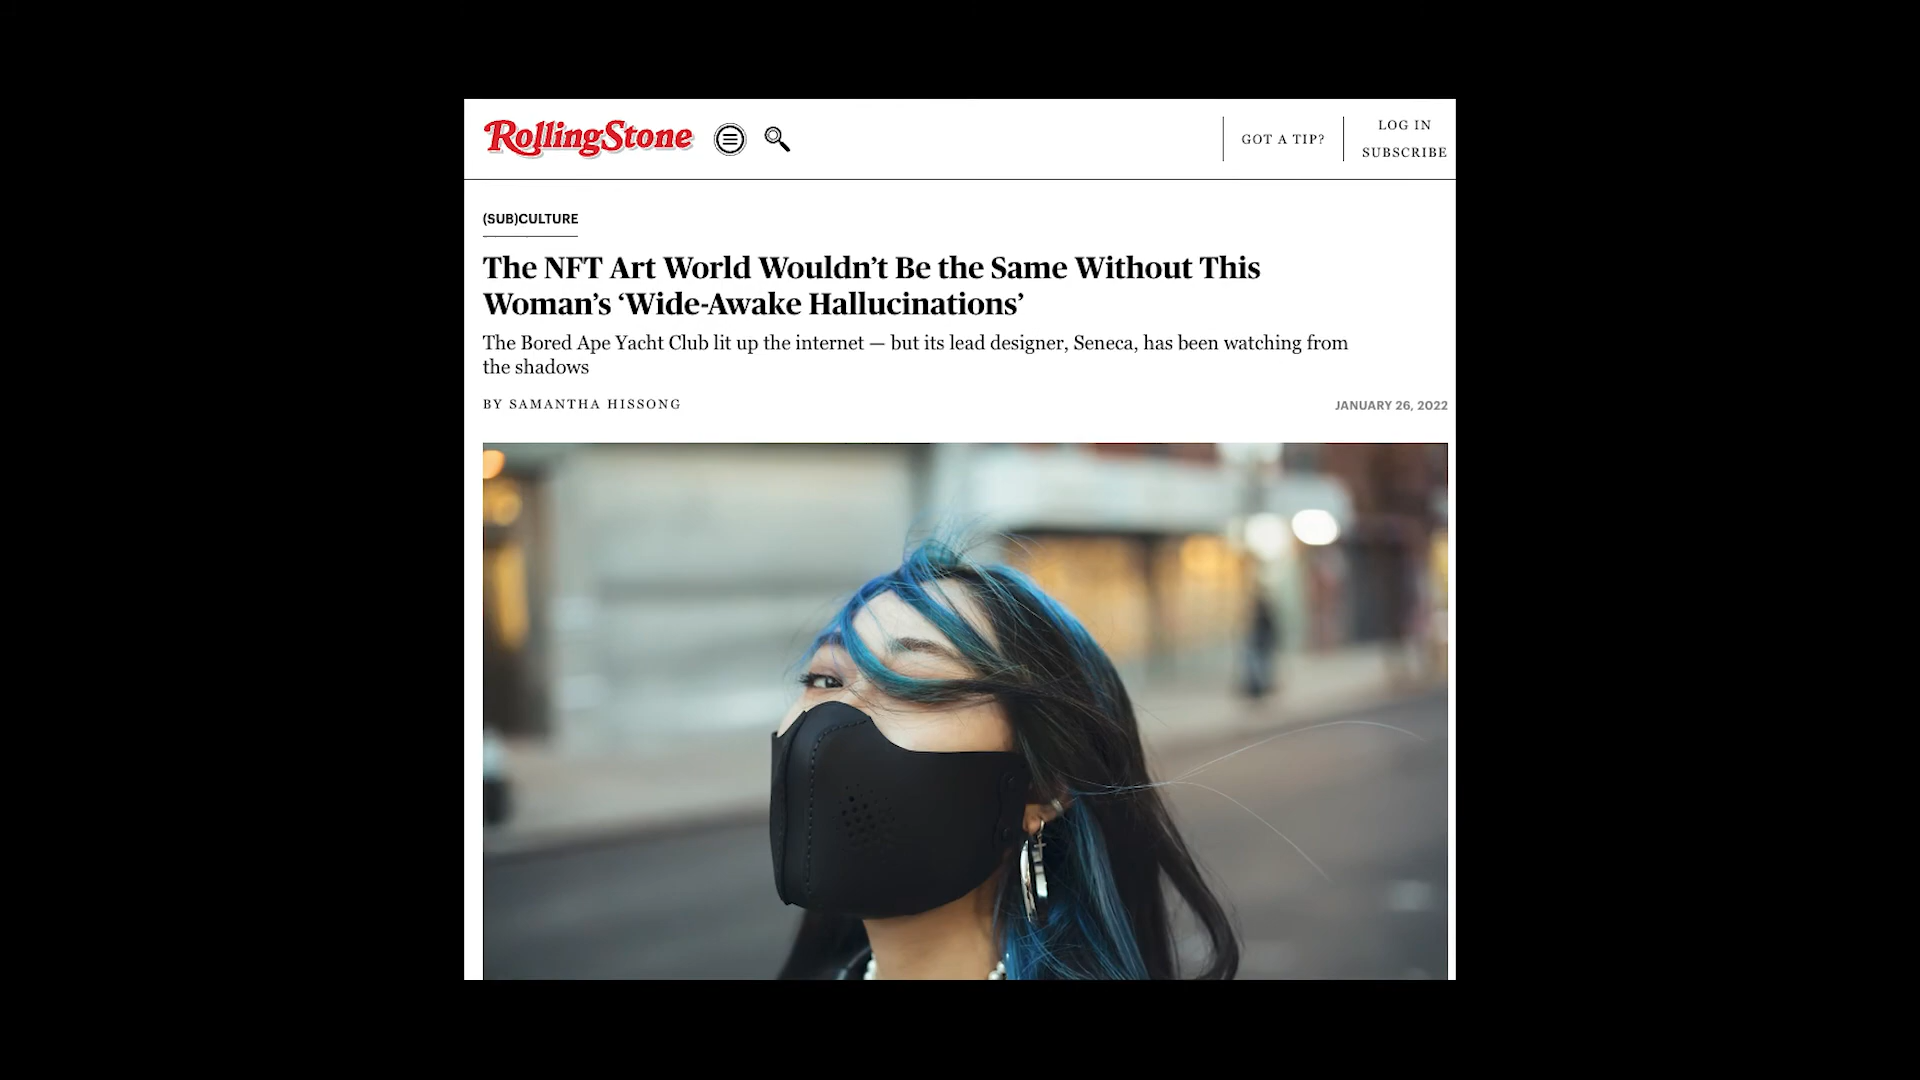 RollingStone
GOT A TIP?
LOG IN
SUBSCRIBE
(SUB)CULTURE
The NFT Art World Wouldn’t Be the Same Without This
Woman’s ‘Wide-Awake Hallucinations’
The Bored Ape Yacht Club lit up the internet — but its lead designer, Seneca, has been watching from
the shadows
BY SAMANTHA HISSONG
JANUARY 26, 2022